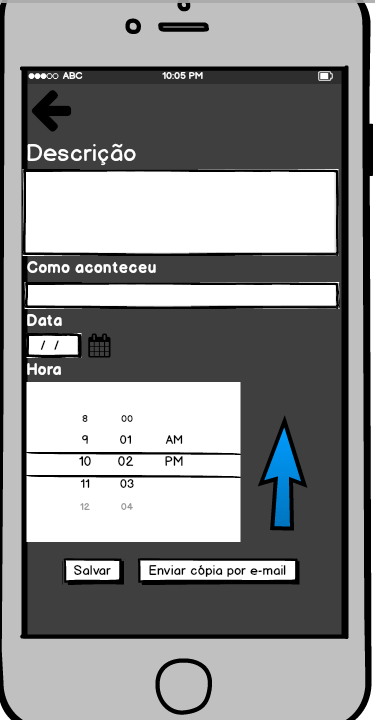 ABC 10:05 PM
Descrição
Como aconteceu
Data
/ /
Hora
8 00
9 01 AM
10 02 PM
11 03
12 04
Salvar Enviar cópia por e-mail